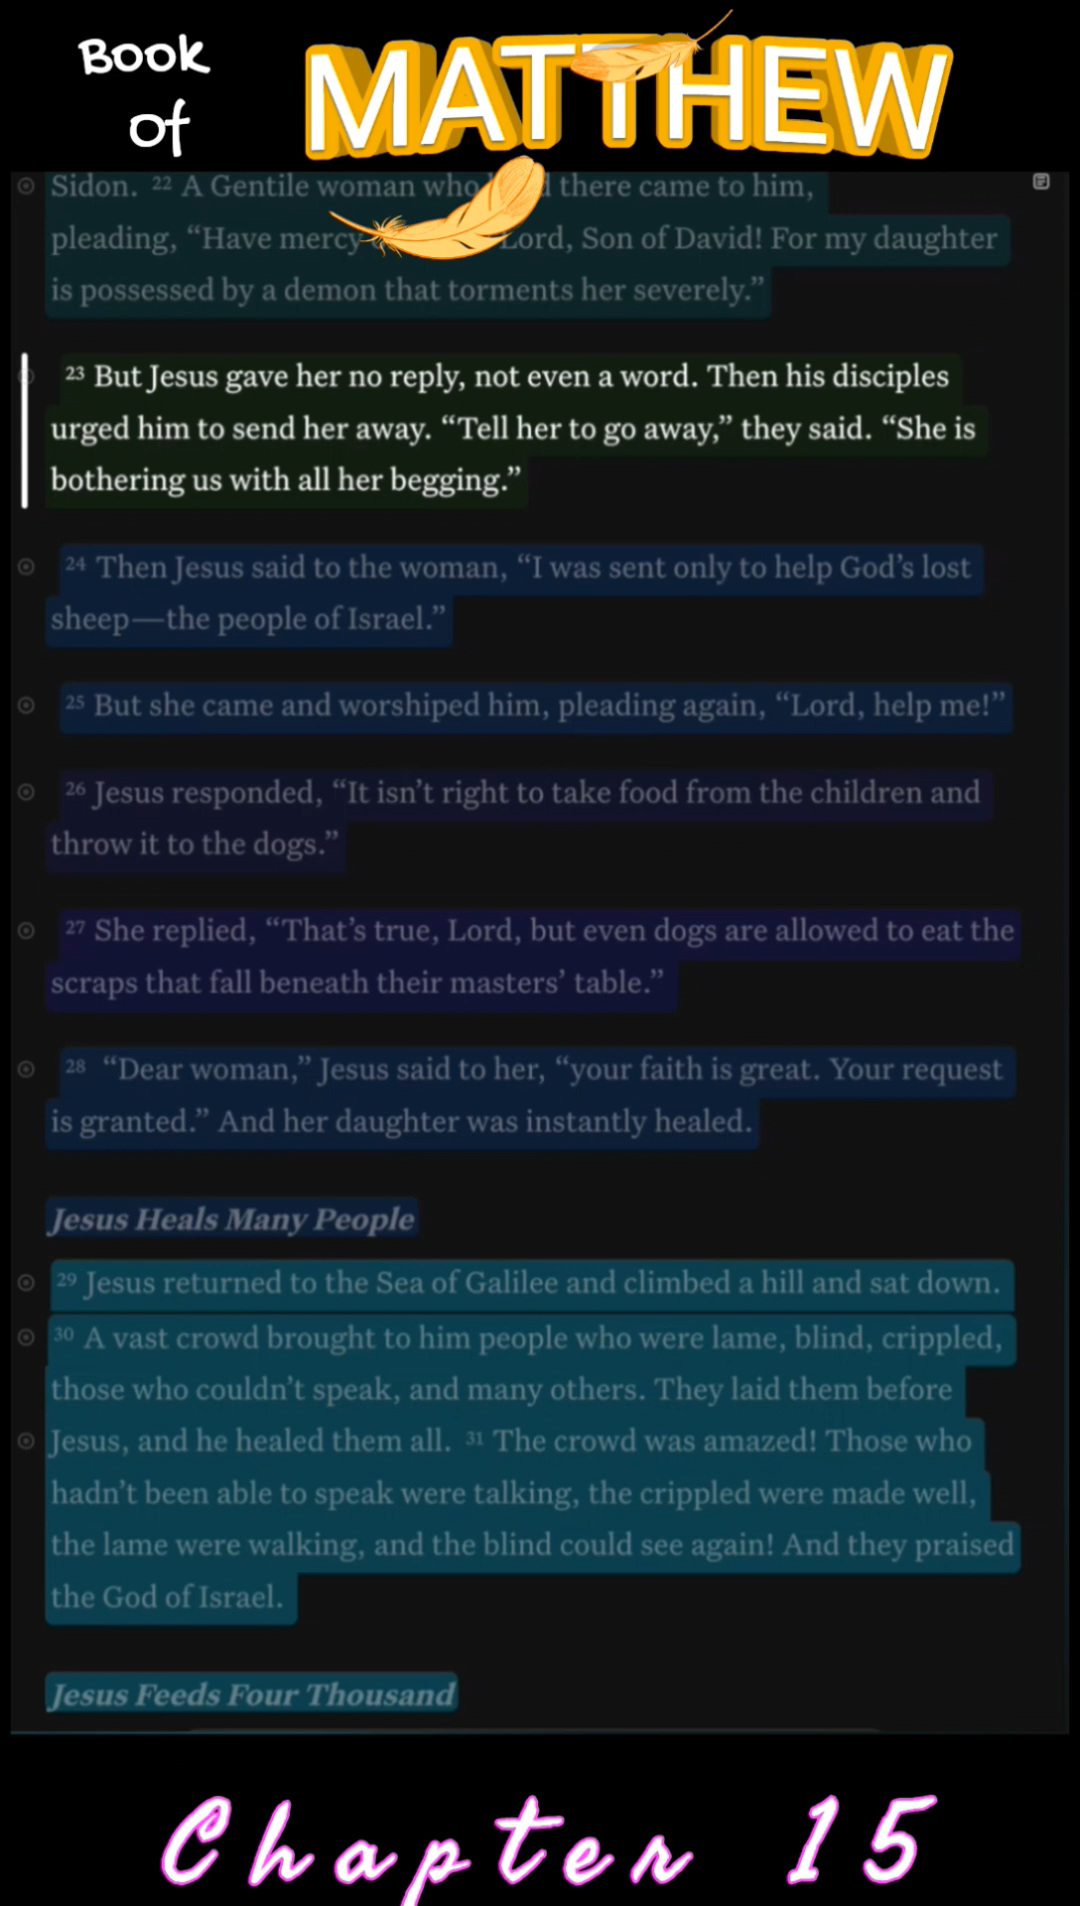 Book
of
MATTHEW
Sidon. 22 A Gentile woman who there came to him,
pleading, “Have mercy Lord, Son of David! For my daughter
is possessed by a demon that torments her severely.”
23 But Jesus gave her no reply, not even a word. Then his disciples
urged him to send her away. “Tell her to go away,” they said. “She is
bothering us with all her begging.”
24 Then Jesus said to the woman, “I was sent only to help God’s lost
sheep—the people of Israel.”
25 But she came and worshiped him, pleading again, “Lord, help me!”
26 Jesus responded, “It isn’t right to take food from the children and
throw it to the dogs.”
27 She replied, “That’s true, Lord, but even dogs are allowed to eat the
scraps that fall beneath their masters’ table.”
28 “Dear woman,” Jesus said to her, “your faith is great. Your request
is granted.” And her daughter was instantly healed.
Jesus Heals Many People
29 Jesus returned to the Sea of Galilee and climbed a hill and sat down.
30 A vast crowd brought to him people who were lame, blind, crippled,
those who couldn’t speak, and many others. They laid them before
Jesus, and he healed them all. 31 The crowd was amazed! Those who
hadn’t been able to speak were talking, the crippled were made well,
the lame were walking, and the blind could see again! And they praised
the God of Israel.
Jesus Feeds Four Thousand
Chapter 15